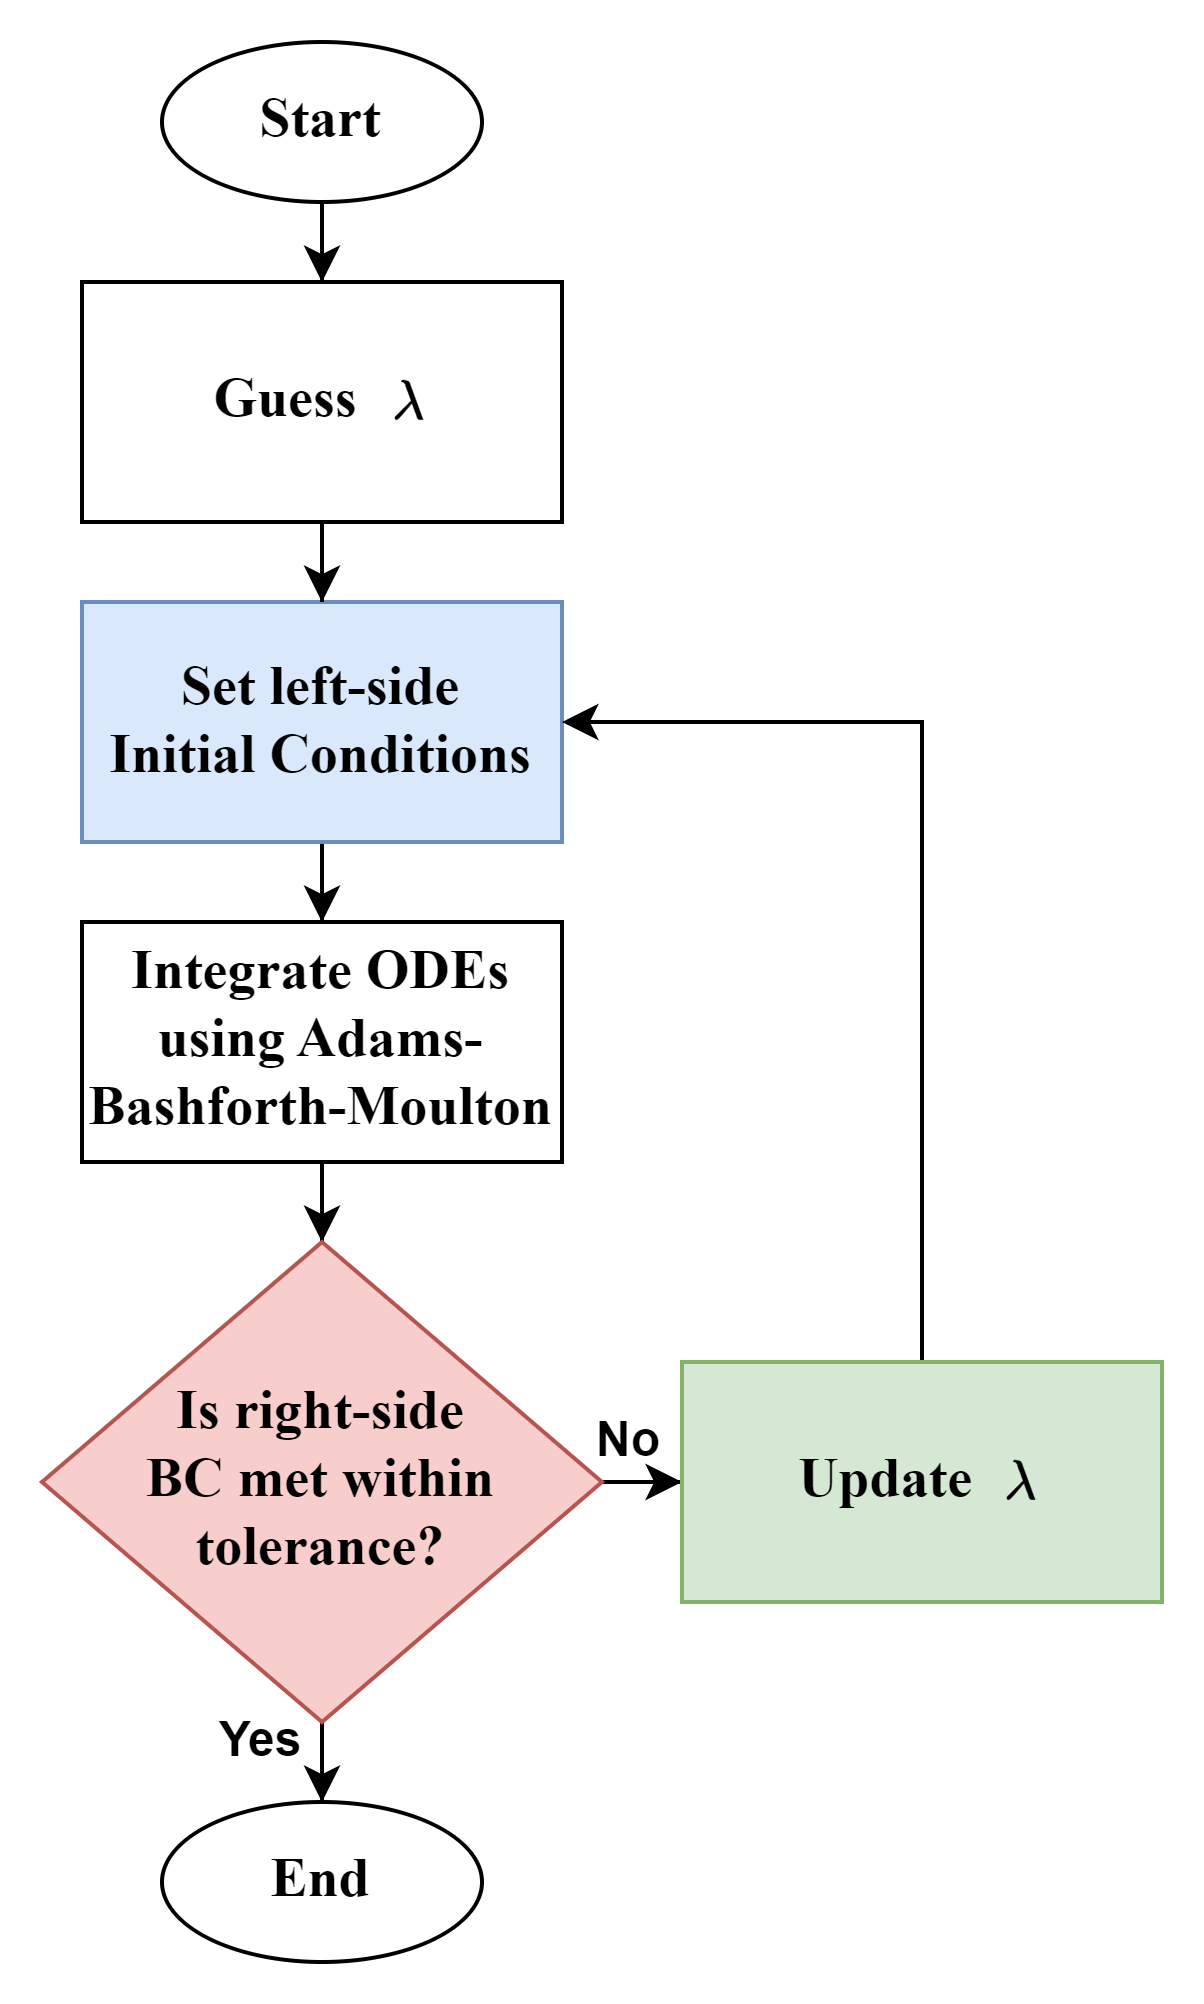 Start
Guess λ
Set left-side
Initial Conditions
Integrate ODEs
using Adams-
Bashforth-Moulton
Is right-side
BC met within
tolerance?
No
Update λ
Yes
End